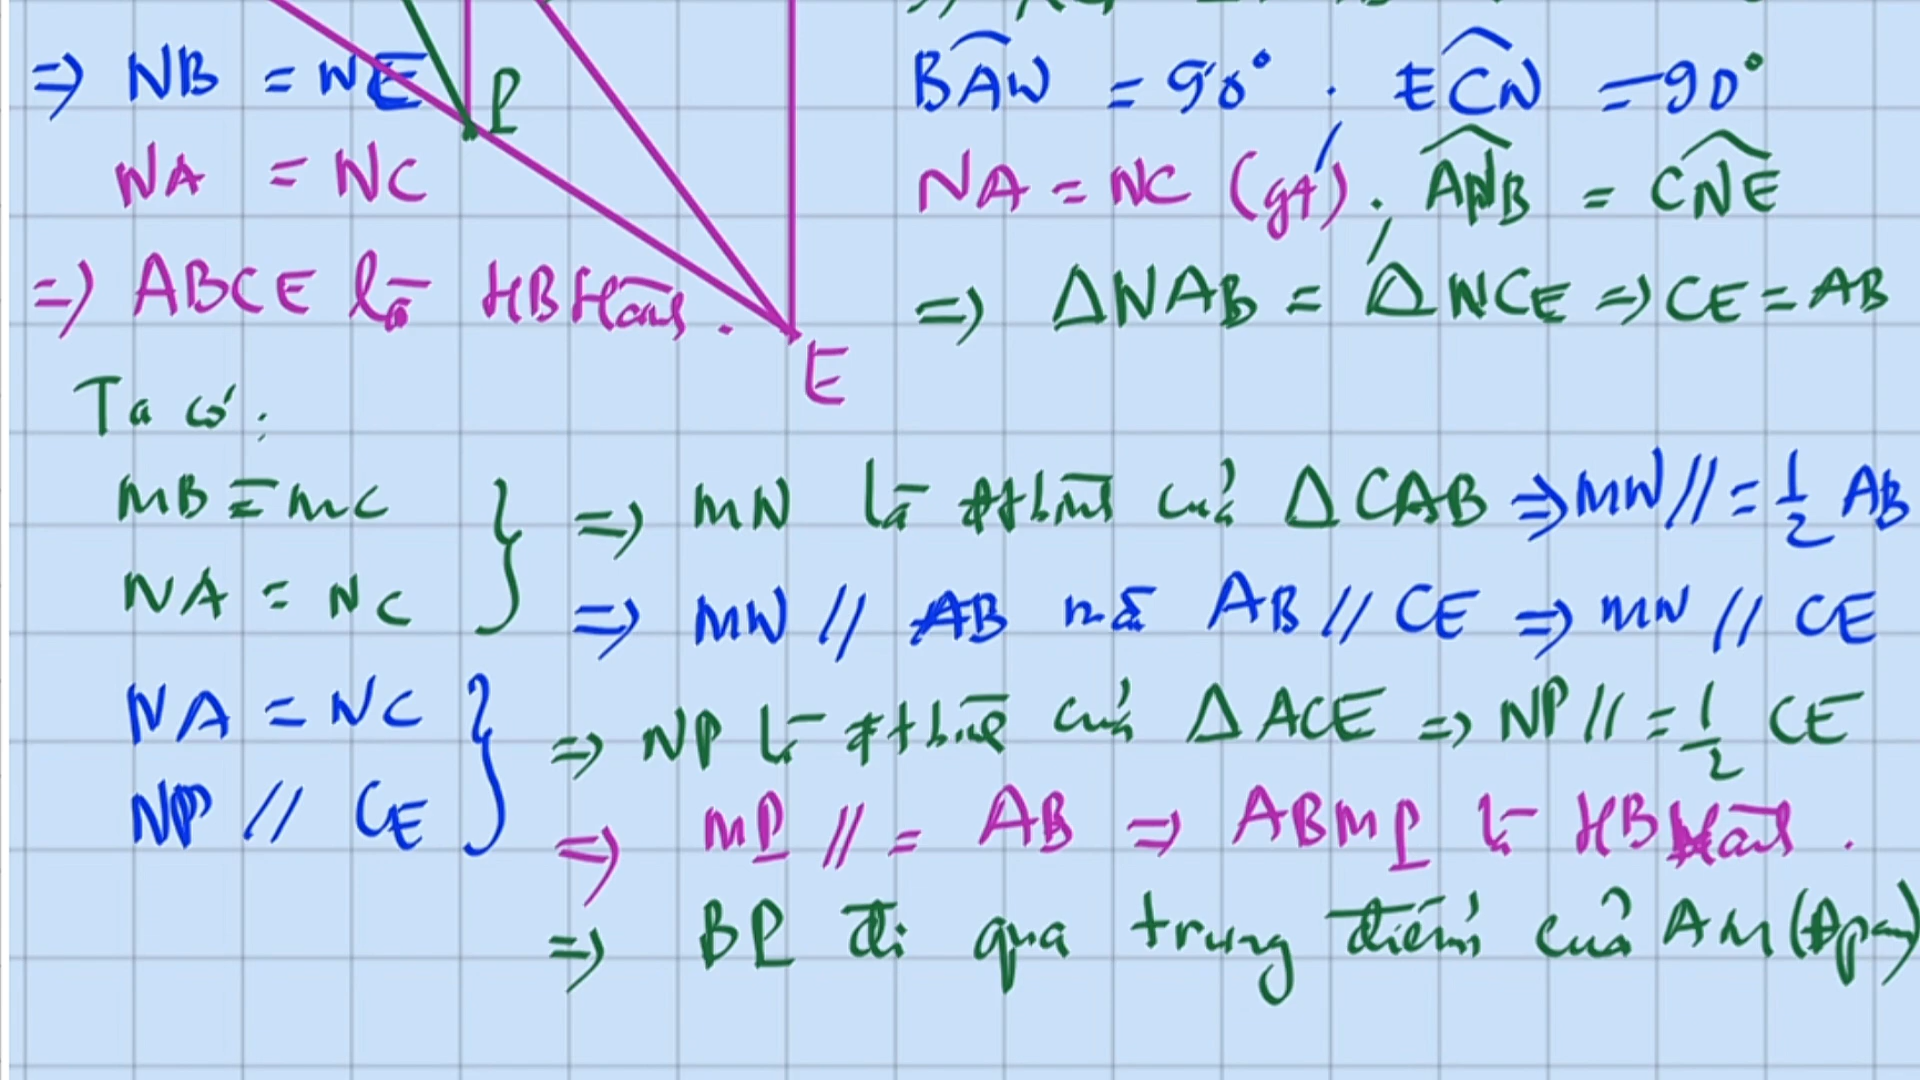 ⇒ NB = NE
P
BAN = 90° , ECN = 90°
NA = NC
NA = NC (gt), ANB = CNE
⇒ ABCE là HBHành.
⇒ ΔNAB = ΔNCE ⇒ CE = AB
E
Ta có:
MB = MC
NA = NC
⇒ MN là đtbình của ΔCAB ⇒ MN // = 1/2 AB
⇒ MN // AB mà AB // CE ⇒ MN // CE
NA = NC
NP // CE
⇒ NP là đtbình của ΔACE ⇒ NP // = 1/2 CE
⇒ MP // = AB ⇒ ABMP là HBHành.
⇒ BP đi qua trung điểm của AM (Đpcm)